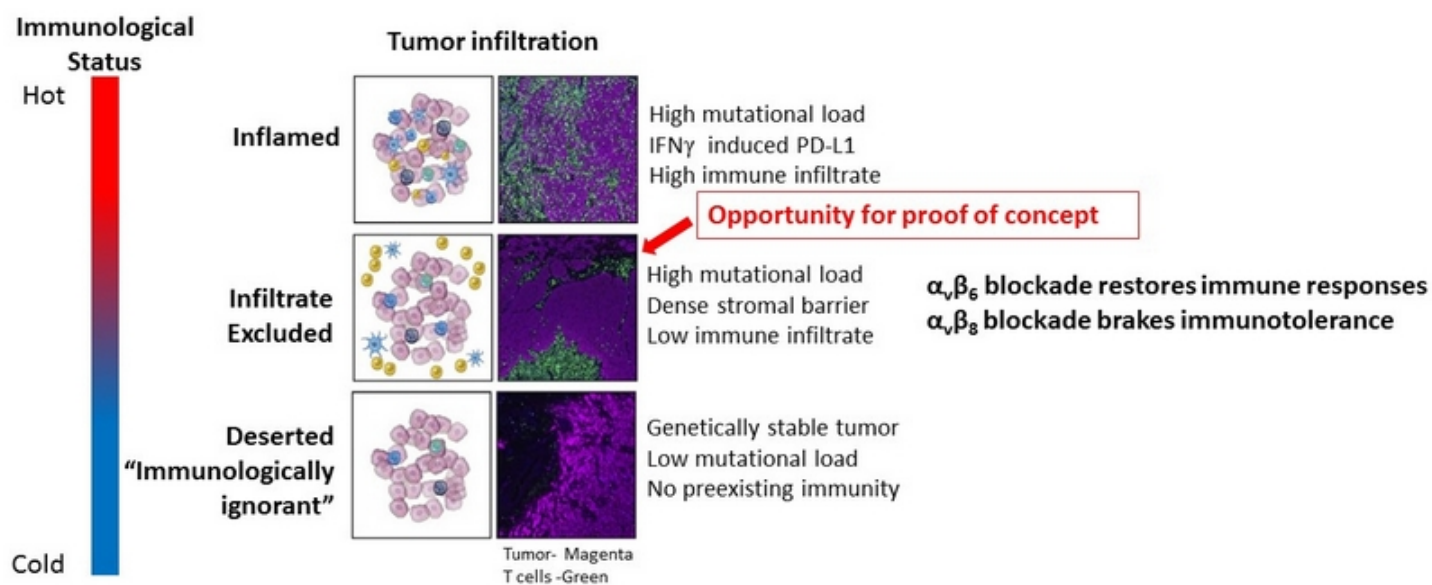 Immunological
Status
Hot
Cold
Tumor infiltration
Inflamed
High mutational load
IFNγ induced PD-L1
High immune infiltrate
Opportunity for proof of concept
Infiltrate
Excluded
High mutational load
Dense stromal barrier
Low immune infiltrate
αᵥβ₆ blockade restores immune responses
αᵥβ₈ blockade brakes immunotolerance
Deserted
“Immunologically
ignorant”
Genetically stable tumor
Low mutational load
No preexisting immunity
Tumor- Magenta
T cells -Green